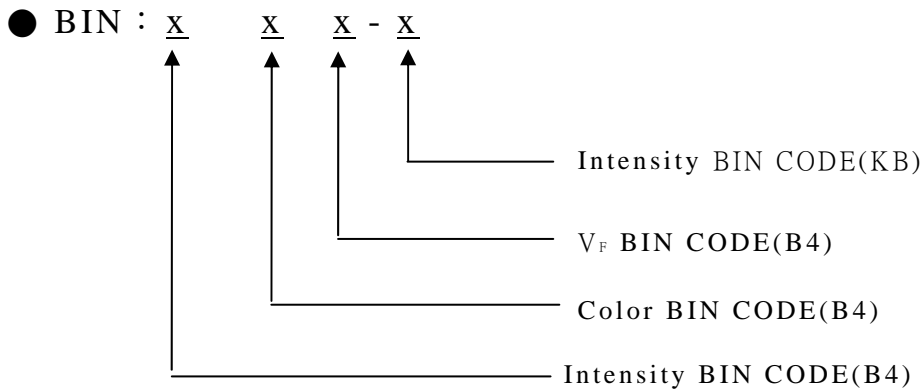 ● BIN : x x x - x
Intensity BIN CODE(KB)
VF BIN CODE(B4)
Color BIN CODE(B4)
Intensity BIN CODE(B4)